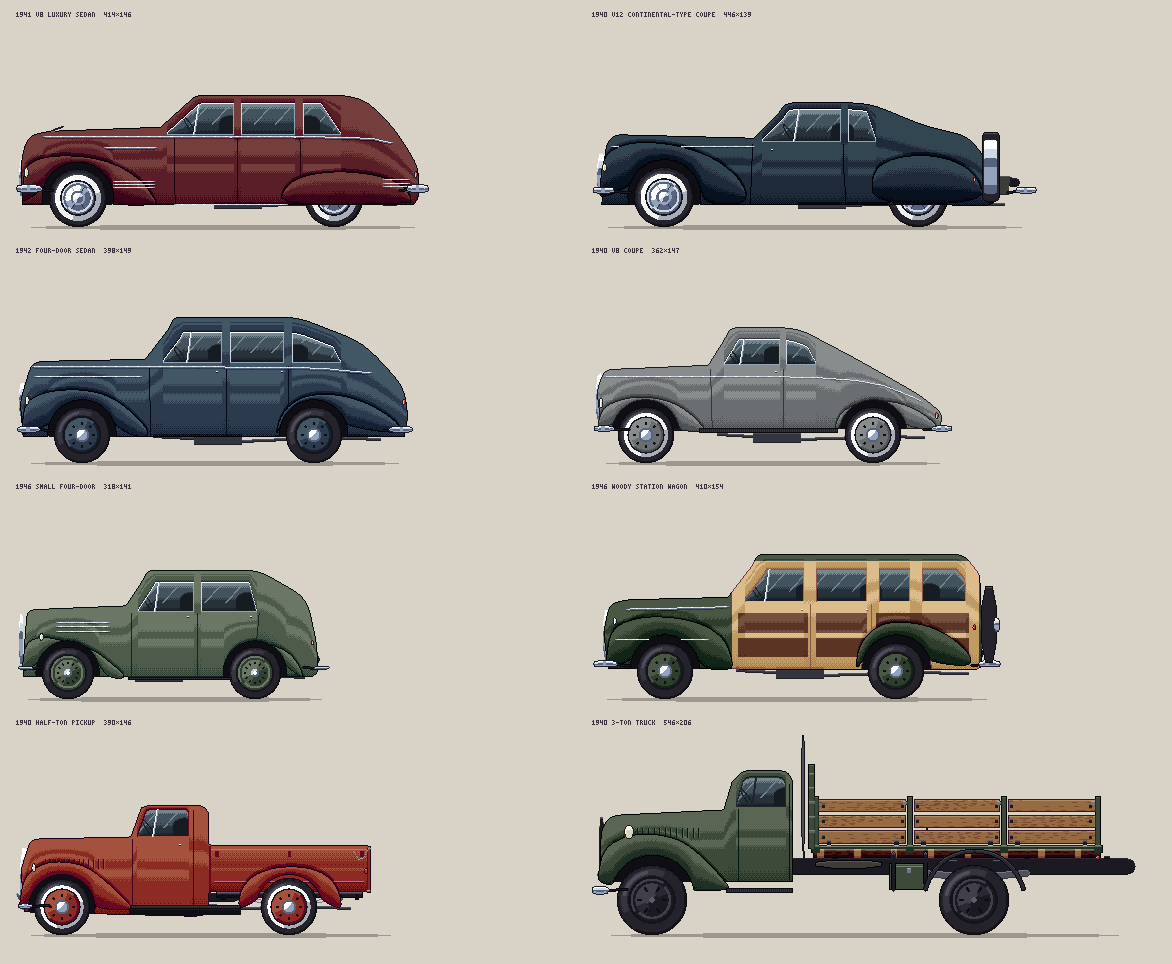 1941 V8 LUXURY SEDAN 414×146
1940 V12 CONTINENTAL-TYPE COUPE 446×139
1942 FOUR-DOOR SEDAN 398×149
1940 V8 COUPE 362×147
1946 SMALL FOUR-DOOR 318×141
1946 WOODY STATION WAGON 410×154
1940 HALF-TON PICKUP 390×146
1940 3-TON TRUCK 546×206